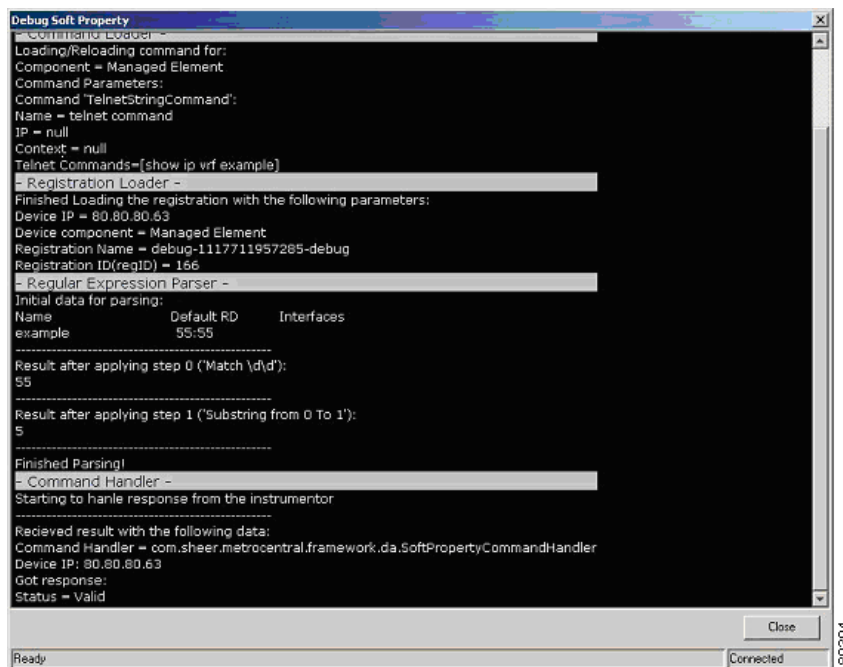 Debug Soft Property
- Command Loader -
Loading/Reloading command for:
Component = Managed Element
Command Parameters:
Command 'TelnetStringCommand':
Name = telnet command
IP = null
Context = null
Telnet Commands=[show ip vrf example]
- Registration Loader -
Finished Loading the registration with the following parameters:
Device IP = 80.80.80.63
Device component = Managed Element
Registration Name = debug-1117711957285-debug
Registration ID(regID) = 166
- Regular Expression Parser -
Initial data for parsing:
Name Default RD Interfaces
example 55:55
--------------------------------------------------
Result after applying step 0 ('Match \d\d'):
55
--------------------------------------------------
Result after applying step 1 ('Substring from 0 To 1'):
5
--------------------------------------------------
Finished Parsing!
- Command Handler -
Starting to hanle response from the instrumentor
--------------------------------------------------
Recieved result with the following data:
Command Handler = com.sheer.metrocentral.framework.da.SoftPropertyCommandHandler
Device IP: 80.80.80.63
Got response:
Status = Valid
Close
Ready Connected